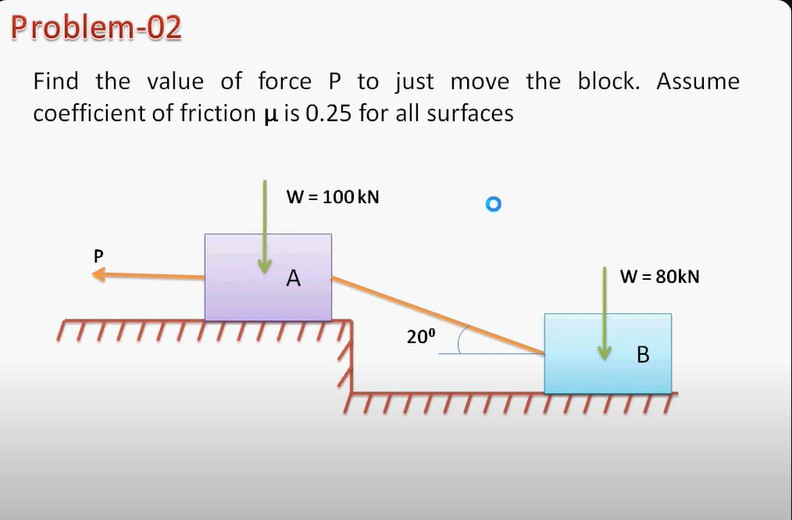 Problem-02
Find the value of force P to just move the block. Assume
coefficient of friction μ is 0.25 for all surfaces
W = 100 kN
P
A
W = 80kN
20⁰
B